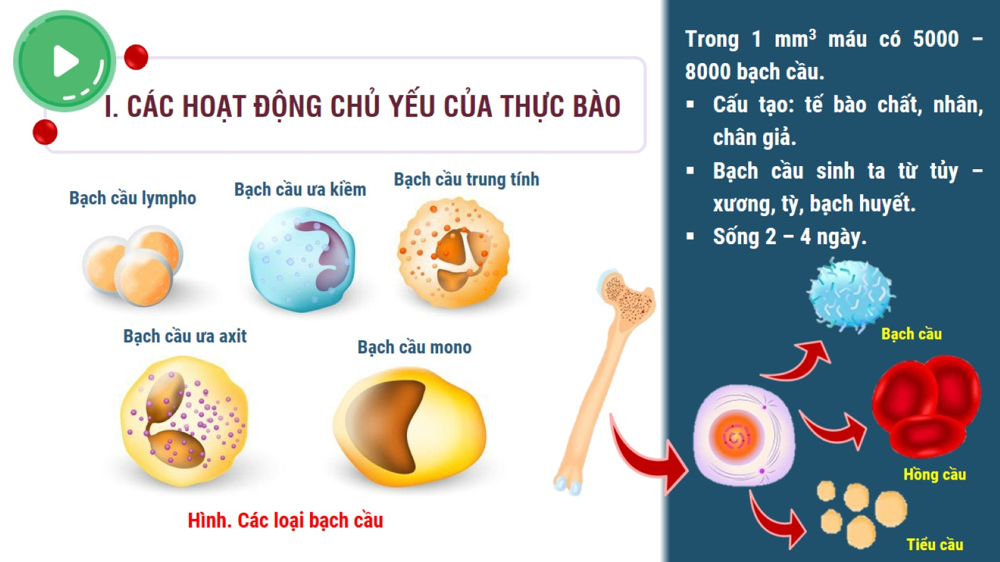 I. CÁC HOẠT ĐỘNG CHỦ YẾU CỦA THỰC BÀO
Bạch cầu lympho
Bạch cầu ưa kiềm
Bạch cầu trung tính
Bạch cầu ưa axit
Bạch cầu mono
Hình. Các loại bạch cầu
Trong 1 mm³ máu có 5000 –
8000 bạch cầu.
▪ Cấu tạo: tế bào chất, nhân,
chân giả.
▪ Bạch cầu sinh ta từ tủy –
xương, tỳ, bạch huyết.
▪ Sống 2 – 4 ngày.
Bạch cầu
Hồng cầu
Tiểu cầu